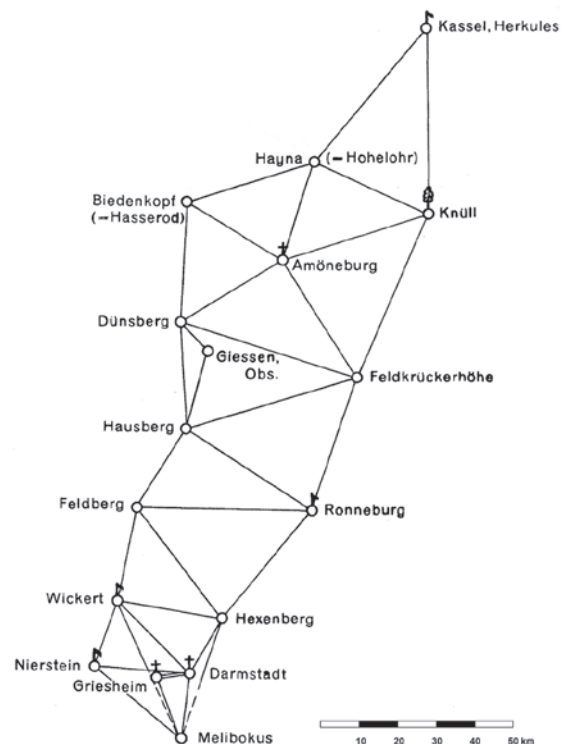 Kassel, Herkules
Hayna (–Hohelohr)
Biedenkopf
(–Hasserod)
Knüll
Amöneburg
Dünsberg
Giessen,
Obs.
Feldkrückerhöhe
Hausberg
Feldberg
Ronneburg
Wickert
Hexenberg
Nierstein
Darmstadt
Griesheim
Melibokus
10 20 30 40 50 km